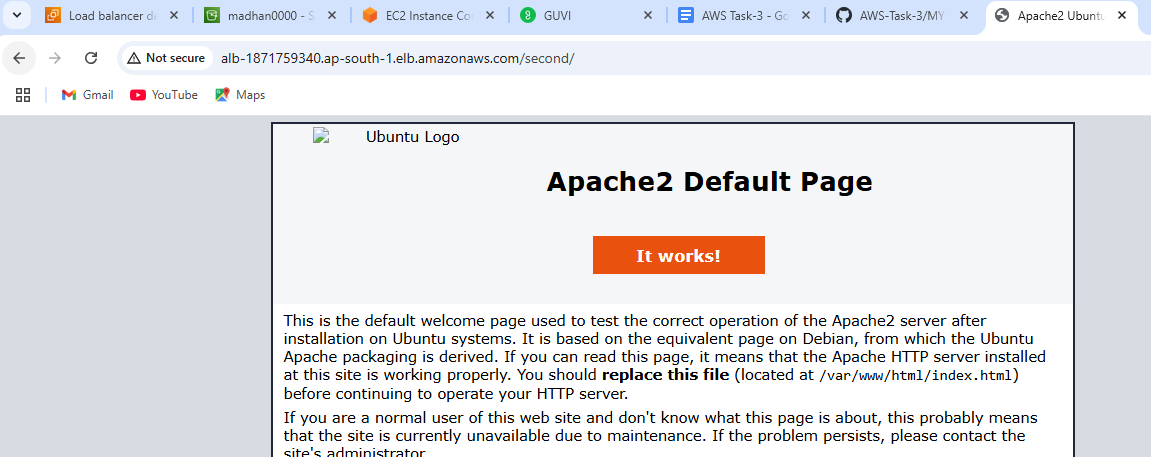 Load balancer de
madhan0000 - S
EC2 Instance Co
GUVI
AWS Task-3 - Go
AWS-Task-3/MY
Apache2 Ubuntu
Not secure
alb-1871759340.ap-south-1.elb.amazonaws.com/second/
Gmail
YouTube
Maps
Ubuntu Logo
Apache2 Default Page
It works!
This is the default welcome page used to test the correct operation of the Apache2 server after
installation on Ubuntu systems. It is based on the equivalent page on Debian, from which the Ubuntu
Apache packaging is derived. If you can read this page, it means that the Apache HTTP server installed
at this site is working properly. You should replace this file (located at /var/www/html/index.html)
before continuing to operate your HTTP server.
If you are a normal user of this web site and don't know what this page is about, this probably means
that the site is currently unavailable due to maintenance. If the problem persists, please contact the
site's administrator